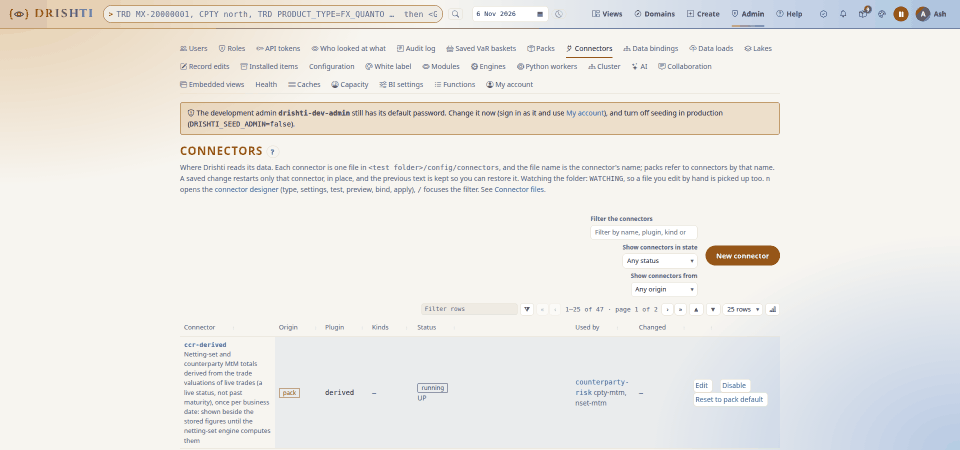 {👁} DRISHTI
> TRD MX-20000001, CPTY north, TRD PRODUCT_TYPE=FX_QUANTO … then <G
6 Nov 2026
Views Domains Create Admin Help A Ash
Users Roles API tokens Who looked at what Audit log Saved VaR baskets Packs Connectors Data bindings Data loads Lakes
Record edits Installed items Configuration White label Modules Engines Python workers Cluster AI Collaboration
Embedded views Health Caches Capacity BI settings Functions My account
The development admin drishti-dev-admin still has its default password. Change it now (sign in as it and use My account), and turn off seeding in production
(DRISHTI_SEED_ADMIN=false).
CONNECTORS ?
Where Drishti reads its data. Each connector is one file in <test folder>/config/connectors, and the file name is the connector's name; packs refer to connectors by that name.
A saved change restarts only that connector, in place, and the previous text is kept so you can restore it. Watching the folder: WATCHING, so a file you edit by hand is picked up too. n
opens the connector designer (type, settings, test, preview, bind, apply), / focuses the filter. See Connector files.
Filter the connectors
Filter by name, plugin, kind or
Show connectors in state
Any status
New connector
Show connectors from
Any origin
Filter rows
1–25 of 47 · page 1 of 2
25 rows
Connector Origin Plugin Kinds Status Used by Changed
ccr-derived
Netting-set and
counterparty MtM totals
derived from the trade
valuations of live trades (a
live status, not past
maturity), once per business
date: shown beside the
stored figures until the
netting-set engine computes
them
pack
derived
—
running
UP
counterparty-
risk cpty-mtm,
nset-mtm
—
Edit Disable
Reset to pack default